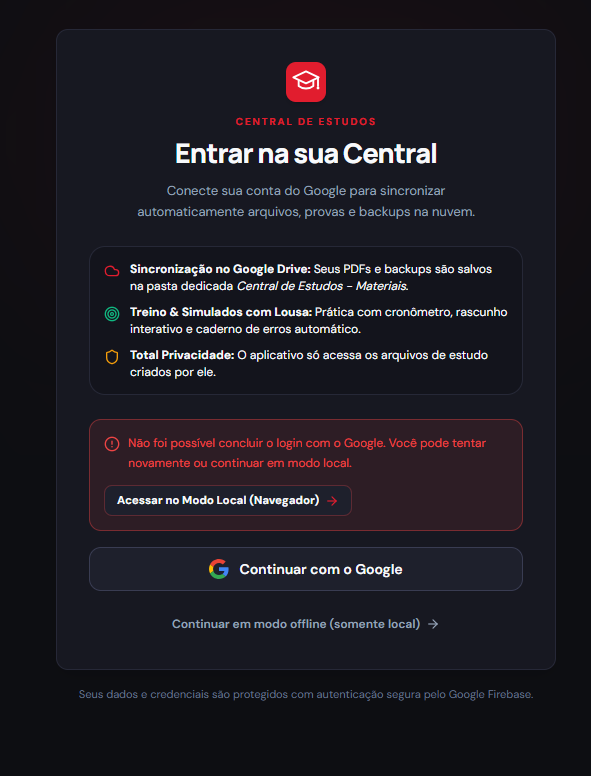 CENTRAL DE ESTUDOS
Entrar na sua Central
Conecte sua conta do Google para sincronizar
automaticamente arquivos, provas e backups na nuvem.
Sincronização no Google Drive: Seus PDFs e backups são salvos
na pasta dedicada Central de Estudos - Materiais.
Treino & Simulados com Lousa: Prática com cronômetro, rascunho
interativo e caderno de erros automático.
Total Privacidade: O aplicativo só acessa os arquivos de estudo
criados por ele.
Não foi possível concluir o login com o Google. Você pode tentar
novamente ou continuar em modo local.
Acessar no Modo Local (Navegador) →
Continuar com o Google
Continuar em modo offline (somente local) →
Seus dados e credenciais são protegidos com autenticação segura pelo Google Firebase.